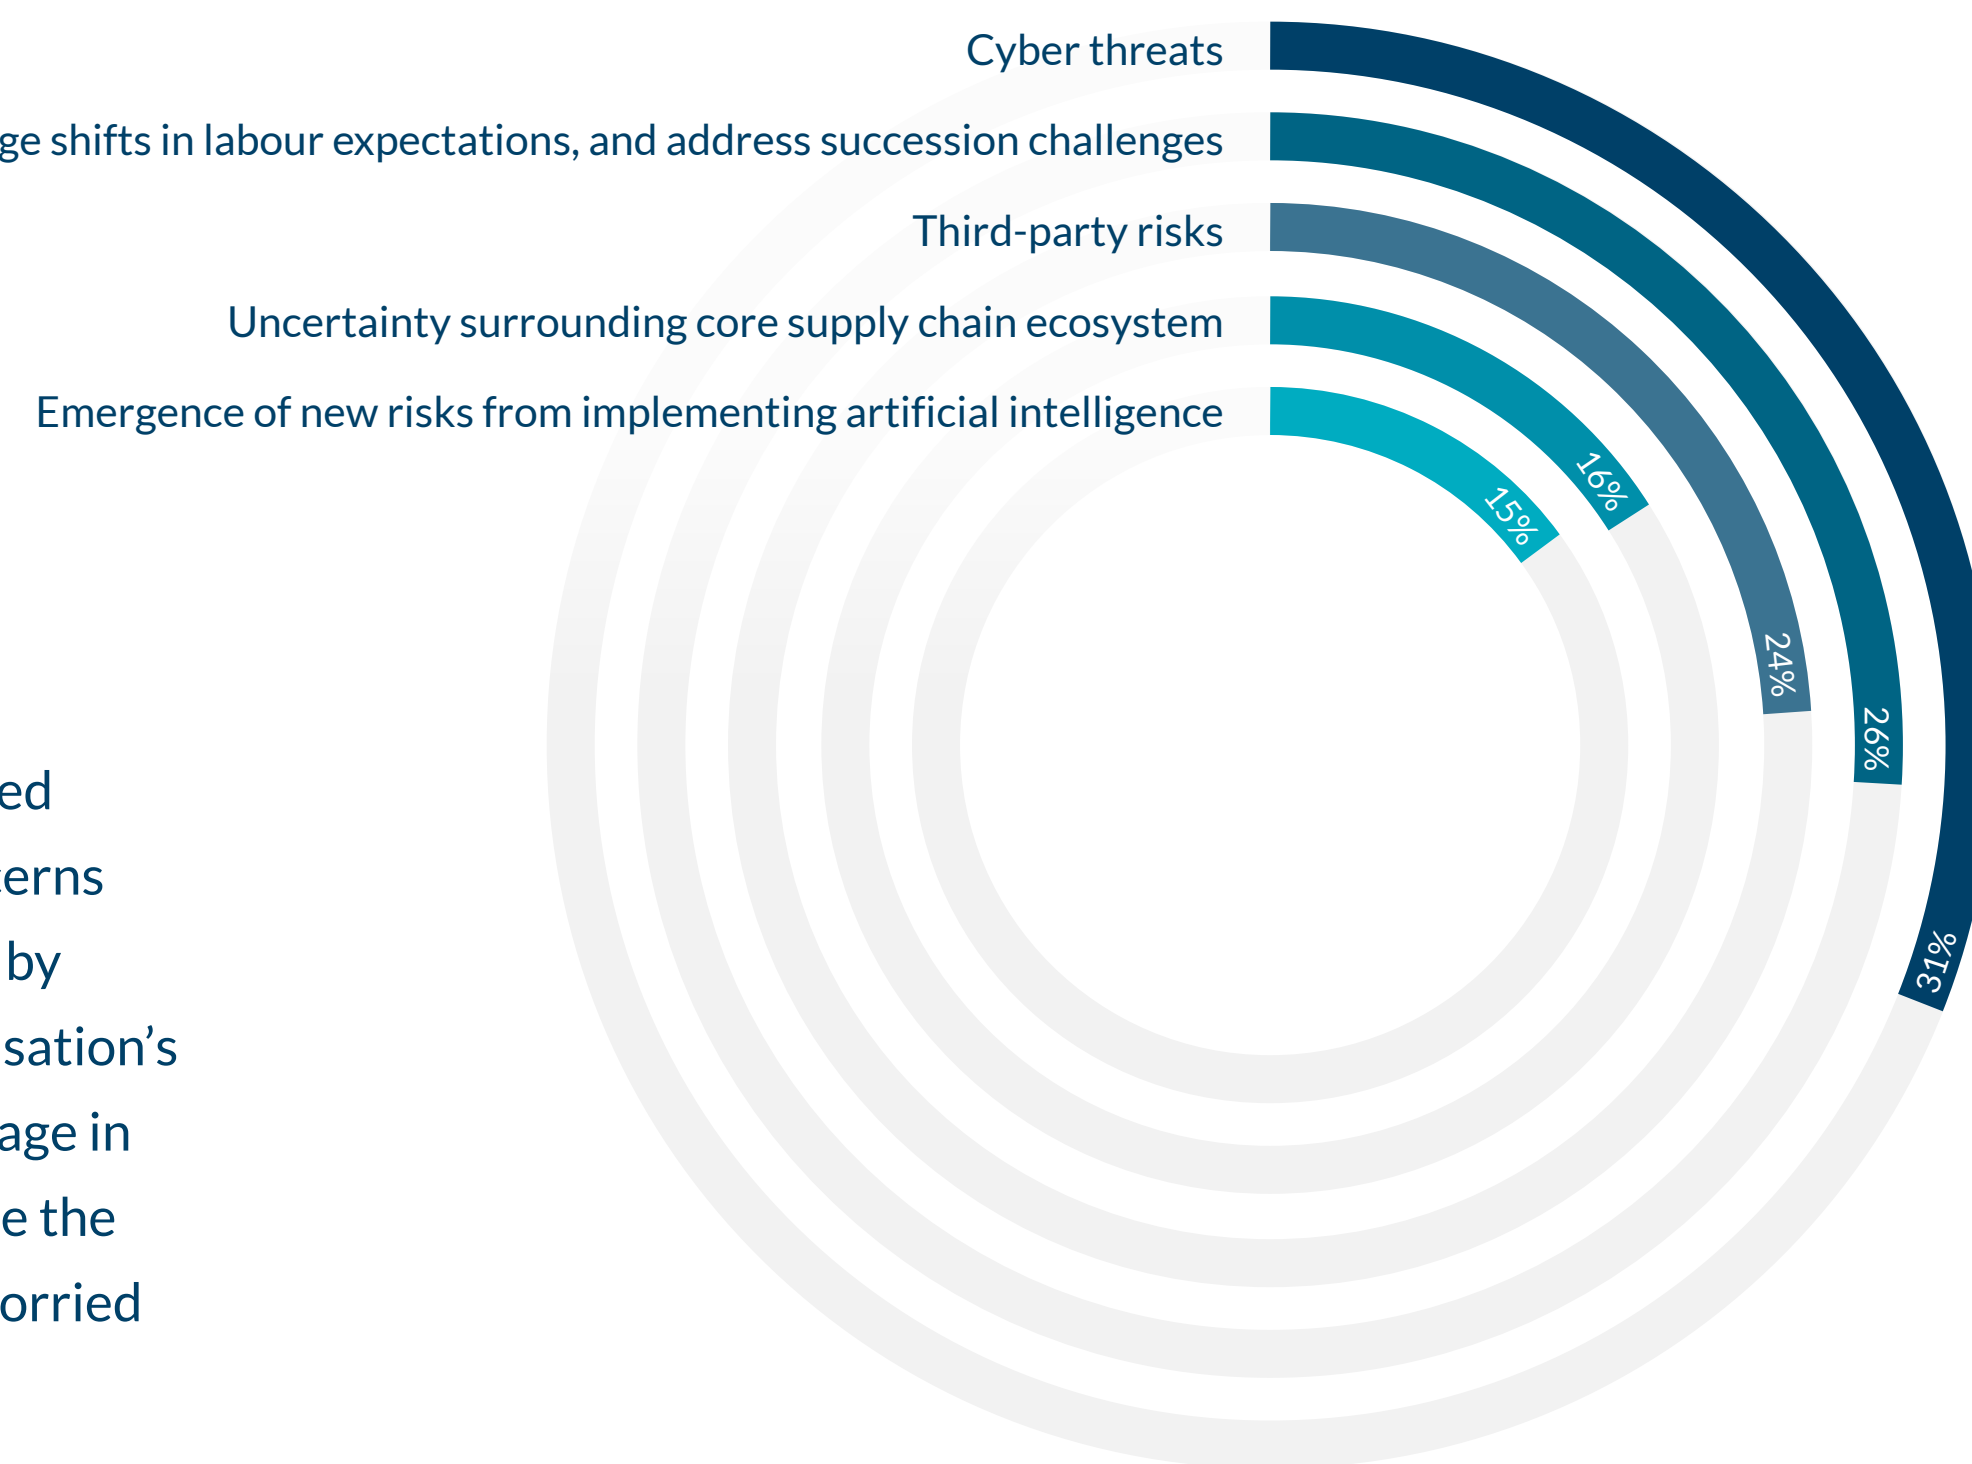 Cyber threats
ge shifts in labour expectations, and address succession challenges
Third-party risks
Uncertainty surrounding core supply chain ecosystem
Emergence of new risks from implementing artificial intelligence
16%
15%
24%
26%
31%
ed
erns
by
sation’s
age in
e the
orried